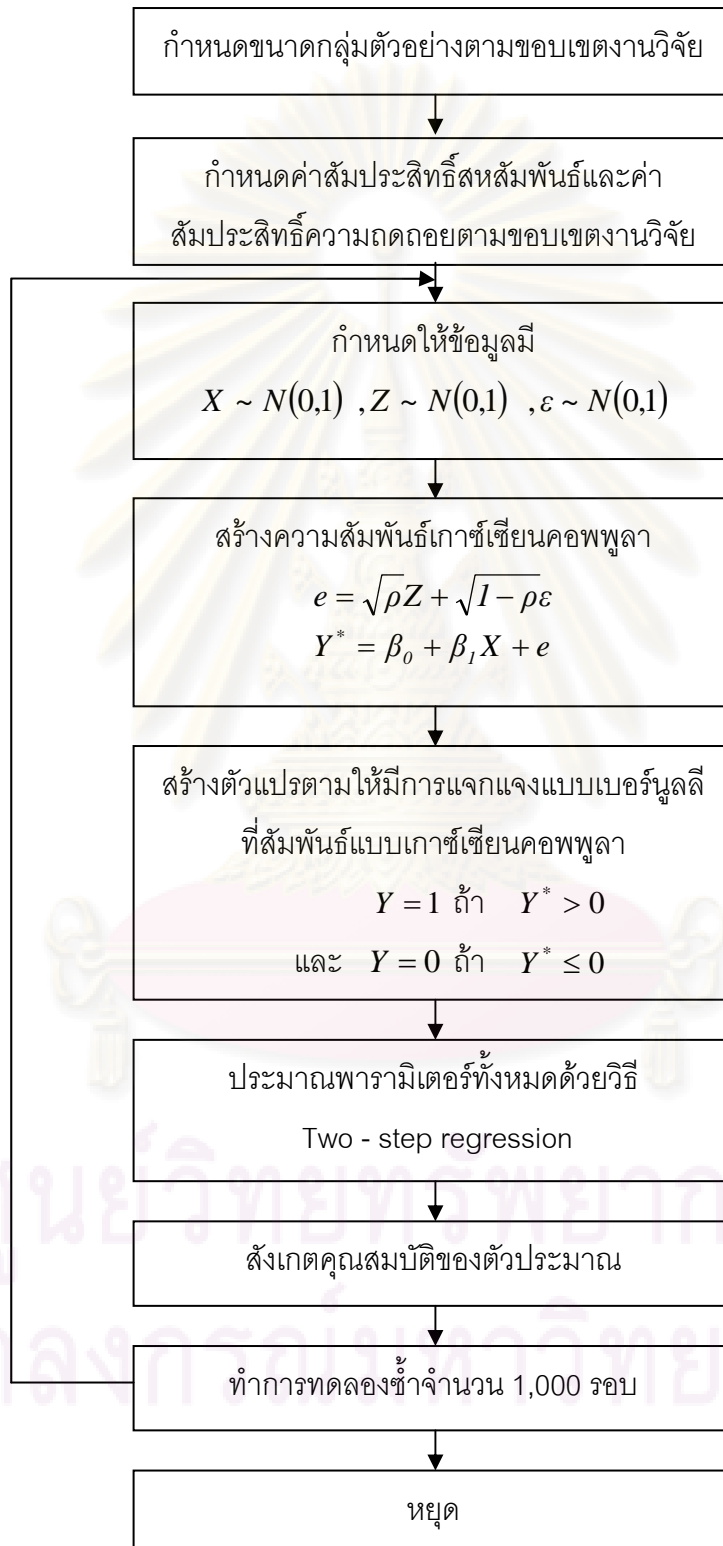 กำหนดขนาดกลุ่มตัวอย่างตามขอบเขตงานวิจัย
กำหนดค่าสัมประสิทธิ์สหสัมพันธ์และค่า
สัมประสิทธิ์ความถดถอยตามขอบเขตงานวิจัย
กำหนดให้ข้อมูลมี
X ~ N(0,1) , Z ~ N(0,1) , ε ~ N(0,1)
สร้างความสัมพันธ์เกาซ์เซียนคอพพูลา
e = √ρZ + √1−ρε
Y* = β₀ + β₁X + e
สร้างตัวแปรตามให้มีการแจกแจงแบบเบอร์นูลลี
ที่สัมพันธ์แบบเกาซ์เซียนคอพพูลา
Y = 1 ถ้า Y* > 0
และ Y = 0 ถ้า Y* ≤ 0
ประมาณพารามิเตอร์ทั้งหมดด้วยวิธี
Two - step regression
สังเกตคุณสมบัติของตัวประมาณ
ทำการทดลองซ้ำจำนวน 1,000 รอบ
หยุด